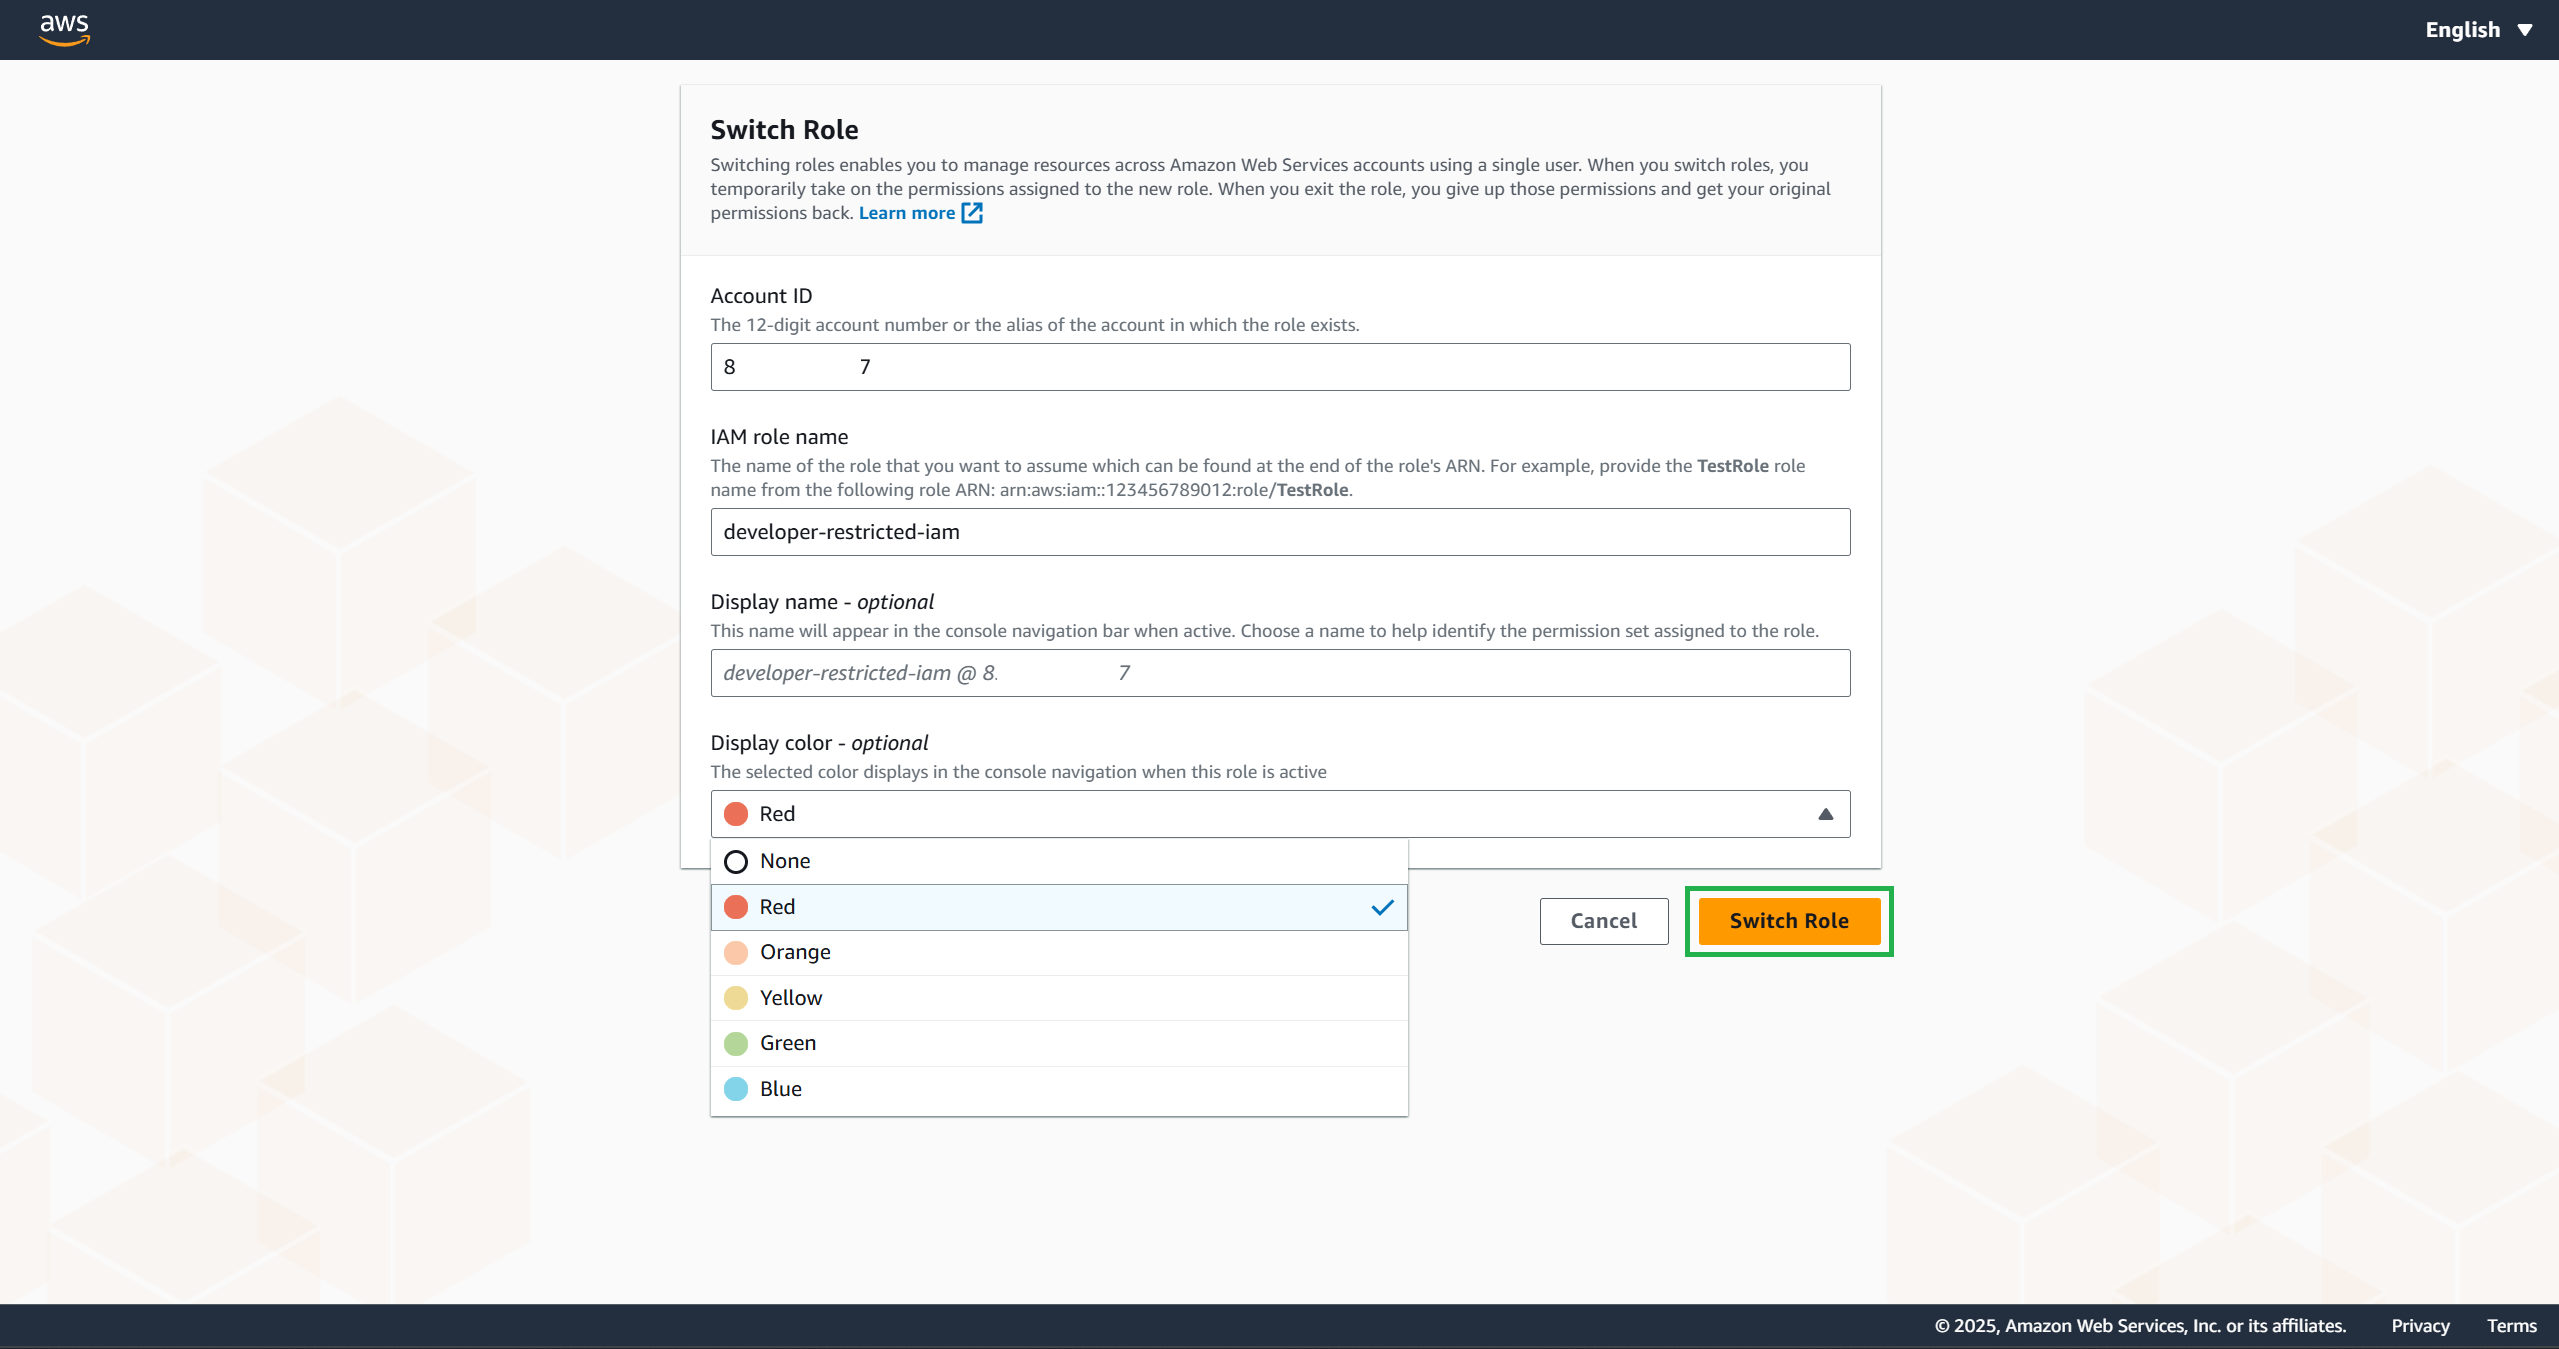 aws
English
Switch Role
Switching roles enables you to manage resources across Amazon Web Services accounts using a single user. When you switch roles, you
temporarily take on the permissions assigned to the new role. When you exit the role, you give up those permissions and get your original
permissions back. Learn more
Account ID
The 12-digit account number or the alias of the account in which the role exists.
8 7
IAM role name
The name of the role that you want to assume which can be found at the end of the role's ARN. For example, provide the TestRole role
name from the following role ARN: arn:aws:iam::123456789012:role/TestRole.
developer-restricted-iam
Display name - optional
This name will appear in the console navigation bar when active. Choose a name to help identify the permission set assigned to the role.
developer-restricted-iam @ 8 7
Display color - optional
The selected color displays in the console navigation when this role is active
Red
None
Red
Orange
Yellow
Green
Blue
Cancel
Switch Role
© 2025, Amazon Web Services, Inc. or its affiliates.
Privacy
Terms